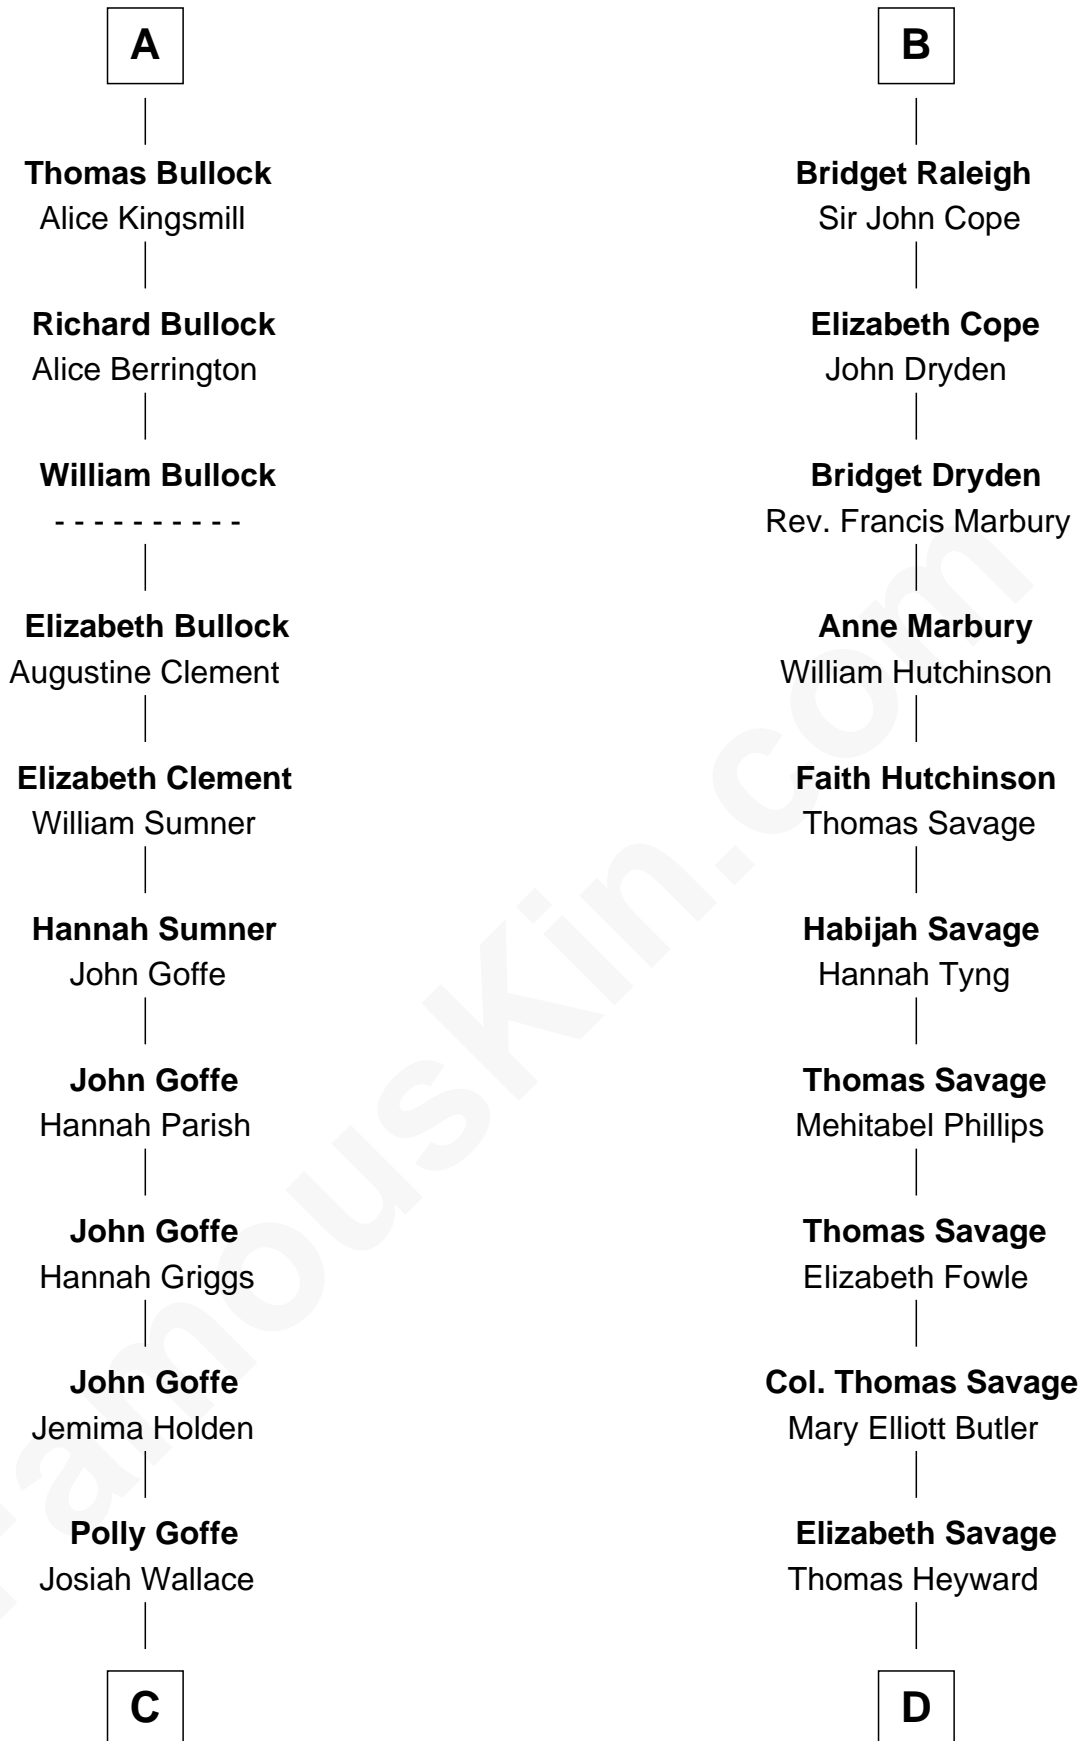 A
Thomas Bullock
Alice Kingsmill
Richard Bullock
Alice Berrington
William Bullock
- - - - - - - - - -
Elizabeth Bullock
Augustine Clement
Elizabeth Clement
William Sumner
Hannah Sumner
John Goffe
John Goffe
Hannah Parish
John Goffe
Hannah Griggs
John Goffe
Jemima Holden
Polly Goffe
Josiah Wallace
C
B
Bridget Raleigh
Sir John Cope
Elizabeth Cope
John Dryden
Bridget Dryden
Rev. Francis Marbury
Anne Marbury
William Hutchinson
Faith Hutchinson
Thomas Savage
Habijah Savage
Hannah Tyng
Thomas Savage
Mehitabel Phillips
Thomas Savage
Elizabeth Fowle
Col. Thomas Savage
Mary Elliott Butler
Elizabeth Savage
Thomas Heyward
D
FamousKin.com